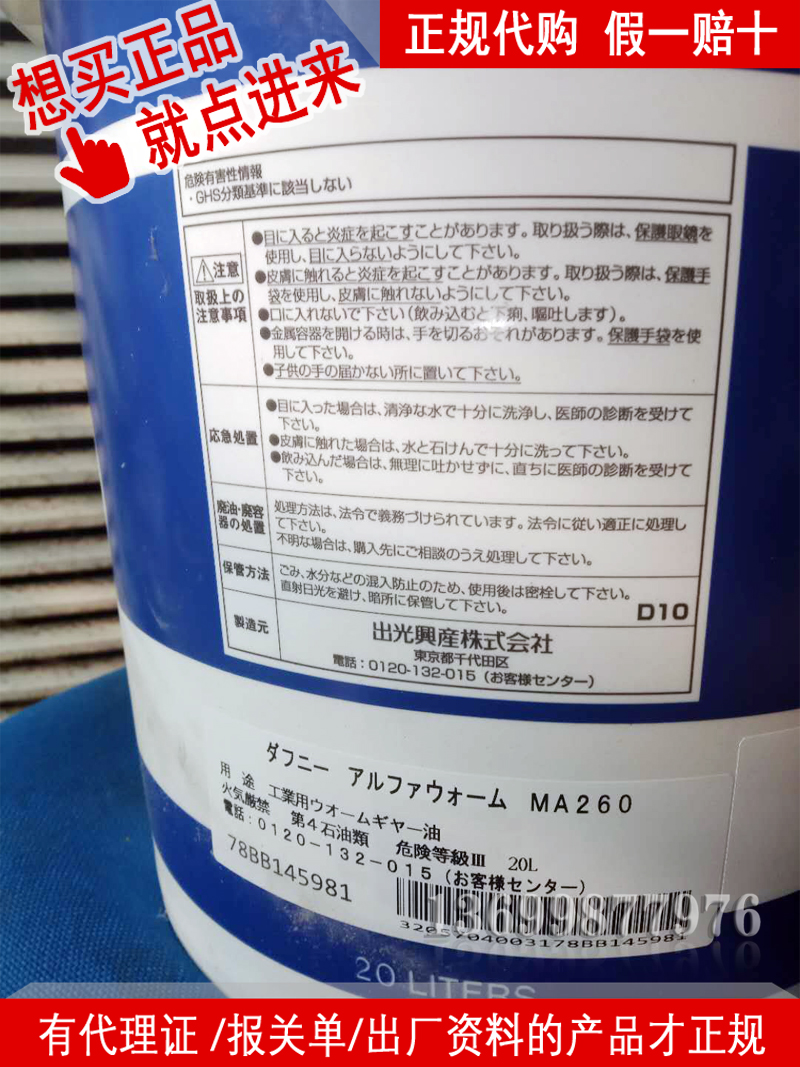 正规代购 假一赔十
想买正品
就点进来
危険有害性情報
・GHS分類基準に該当しない
⚠注意
取扱上の
注意事項
●目に入ると炎症を起こすことがあります。取り扱う際は、保護眼鏡を
使用し、目に入らないようにして下さい。
●皮膚に触れると炎症を起こすことがあります。取り扱う際は、保護手
袋を使用し、皮膚に触れないようにして下さい。
●口に入れないで下さい(飲み込むと下痢、嘔吐します)。
●金属容器を開ける時は、手を切るおそれがあります。保護手袋を使
用して下さい。
●子供の手の届かない所に置いて下さい。
応急処置
●目に入った場合は、清浄な水で十分に洗浄し、医師の診断を受けて
下さい。
●皮膚に触れた場合は、水と石けんで十分に洗って下さい。
●飲み込んだ場合は、無理に吐かせずに、直ちに医師の診断を受けて
下さい。
廃油・廃容
器の処置
処理方法は、法令で義務づけられています。法令に従い適正に処理し
て下さい。
不明な場合は、購入先にご相談のうえ処理して下さい。
保管方法
ごみ、水分などの混入防止のため、使用後は密栓して下さい。
直射日光を避け、暗所に保管して下さい。
D10
製造元
出光興産株式会社
東京都千代田区
電話:0120-132-015(お客様センター)
ダフニー アルファウォーム MA260
用 途 工業用ウオームギヤー油
火気厳禁 第4石油類 危険等級Ⅲ 20L
電話:0120-132-015(お客様センター)
78BB145981
13699877976
3205704003178BB145981
20 LITERS
有代理证/报关单/出厂资料的产品才正规